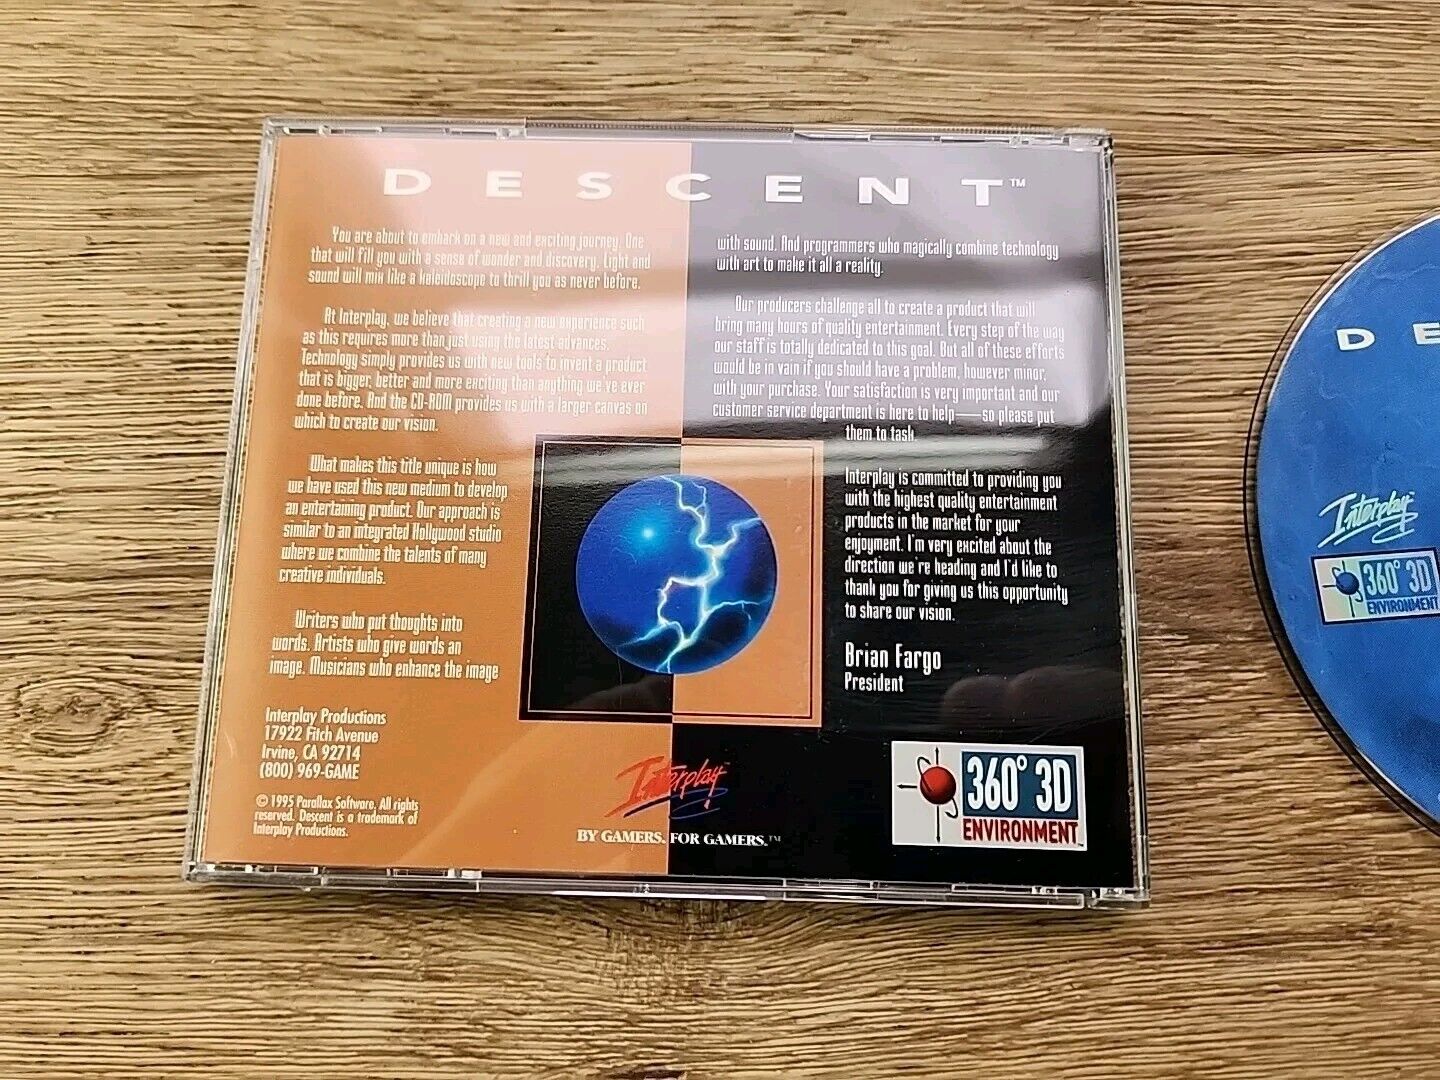 DESCENT™
You are about to embark on a new and exciting journey. One
that will fill you with a sense of wonder and discovery. Light and
sound will mix like a kaleidoscope to thrill you as never before.
At Interplay, we believe that creating a new experience such
as this requires more than just using the latest advances.
Technology simply provides us with new tools to invent a product
that is bigger, better and more exciting than anything we've ever
done before. And the CD-ROM provides us with a larger canvas on
which to create our vision.
What makes this title unique is how
we have used this new medium to develop
an entertaining product. Our approach is
similar to an integrated Hollywood studio
where we combine the talents of many
creative individuals.
Writers who put thoughts into
words. Artists who give words an
image. Musicians who enhance the image
with sound. And programmers who magically combine technology
with art to make it all a reality.
Our producers challenge all to create a product that will
bring many hours of quality entertainment. Every step of the way
our staff is totally dedicated to this goal. But all of these efforts
would be in vain if you should have a problem, however minor,
with your purchase. Your satisfaction is very important and our
customer service department is here to help—so please put
them to task.
Interplay is committed to providing you
with the highest quality entertainment
products in the market for your
enjoyment. I'm very excited about the
direction we're heading and I'd like to
thank you for giving us this opportunity
to share our vision.
Brian Fargo
President
Interplay Productions
17922 Fitch Avenue
Irvine, CA 92714
(800) 969-GAME
© 1995 Parallax Software. All rights
reserved. Descent is a trademark of
Interplay Productions.
Interplay™
BY GAMERS. FOR GAMERS.™
360° 3D
ENVIRONMENT™
DE
Interplay™
360° 3D
ENVIRONMENT